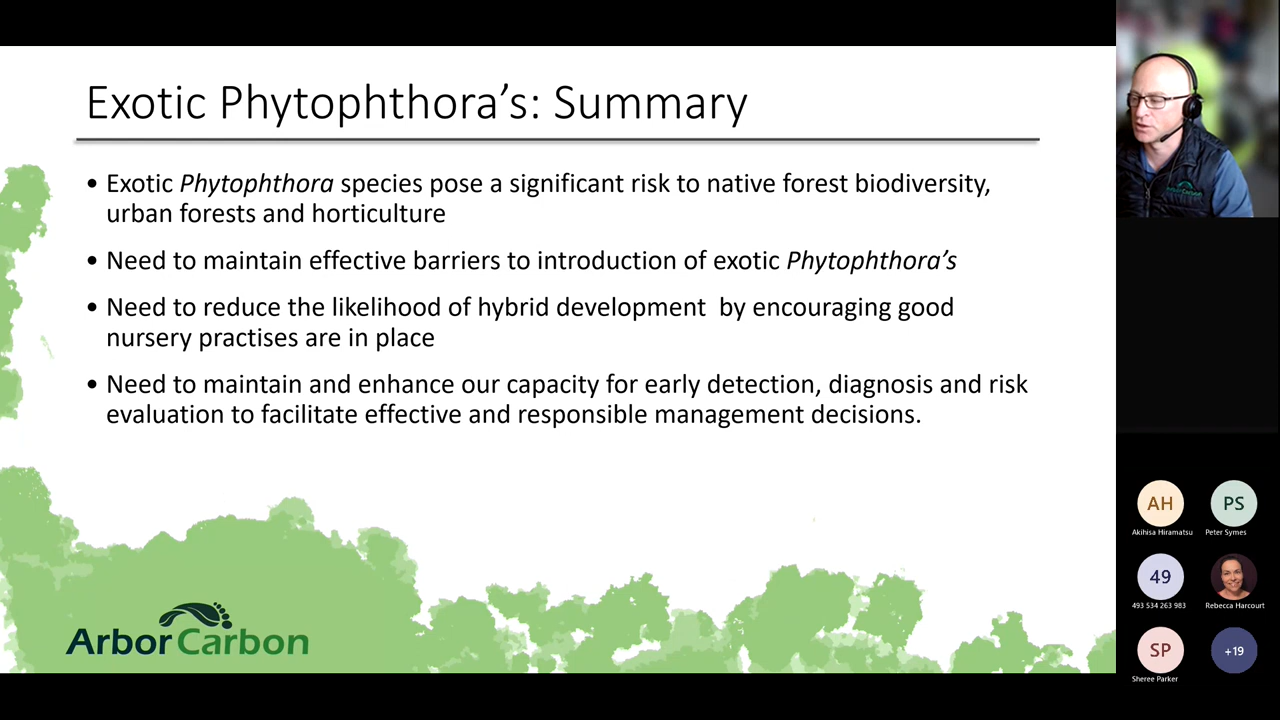 Exotic Phytophthora’s: Summary
• Exotic Phytophthora species pose a significant risk to native forest biodiversity,
urban forests and horticulture
• Need to maintain effective barriers to introduction of exotic Phytophthora’s
• Need to reduce the likelihood of hybrid development  by encouraging good
nursery practises are in place
• Need to maintain and enhance our capacity for early detection, diagnosis and risk
evaluation to facilitate effective and responsible management decisions.
ArborCarbon
AH
PS
Akihisa Hiramatsu
Peter Symes
49
493 534 263 983
Rebecca Harcourt
SP
+19
Sheree Parker